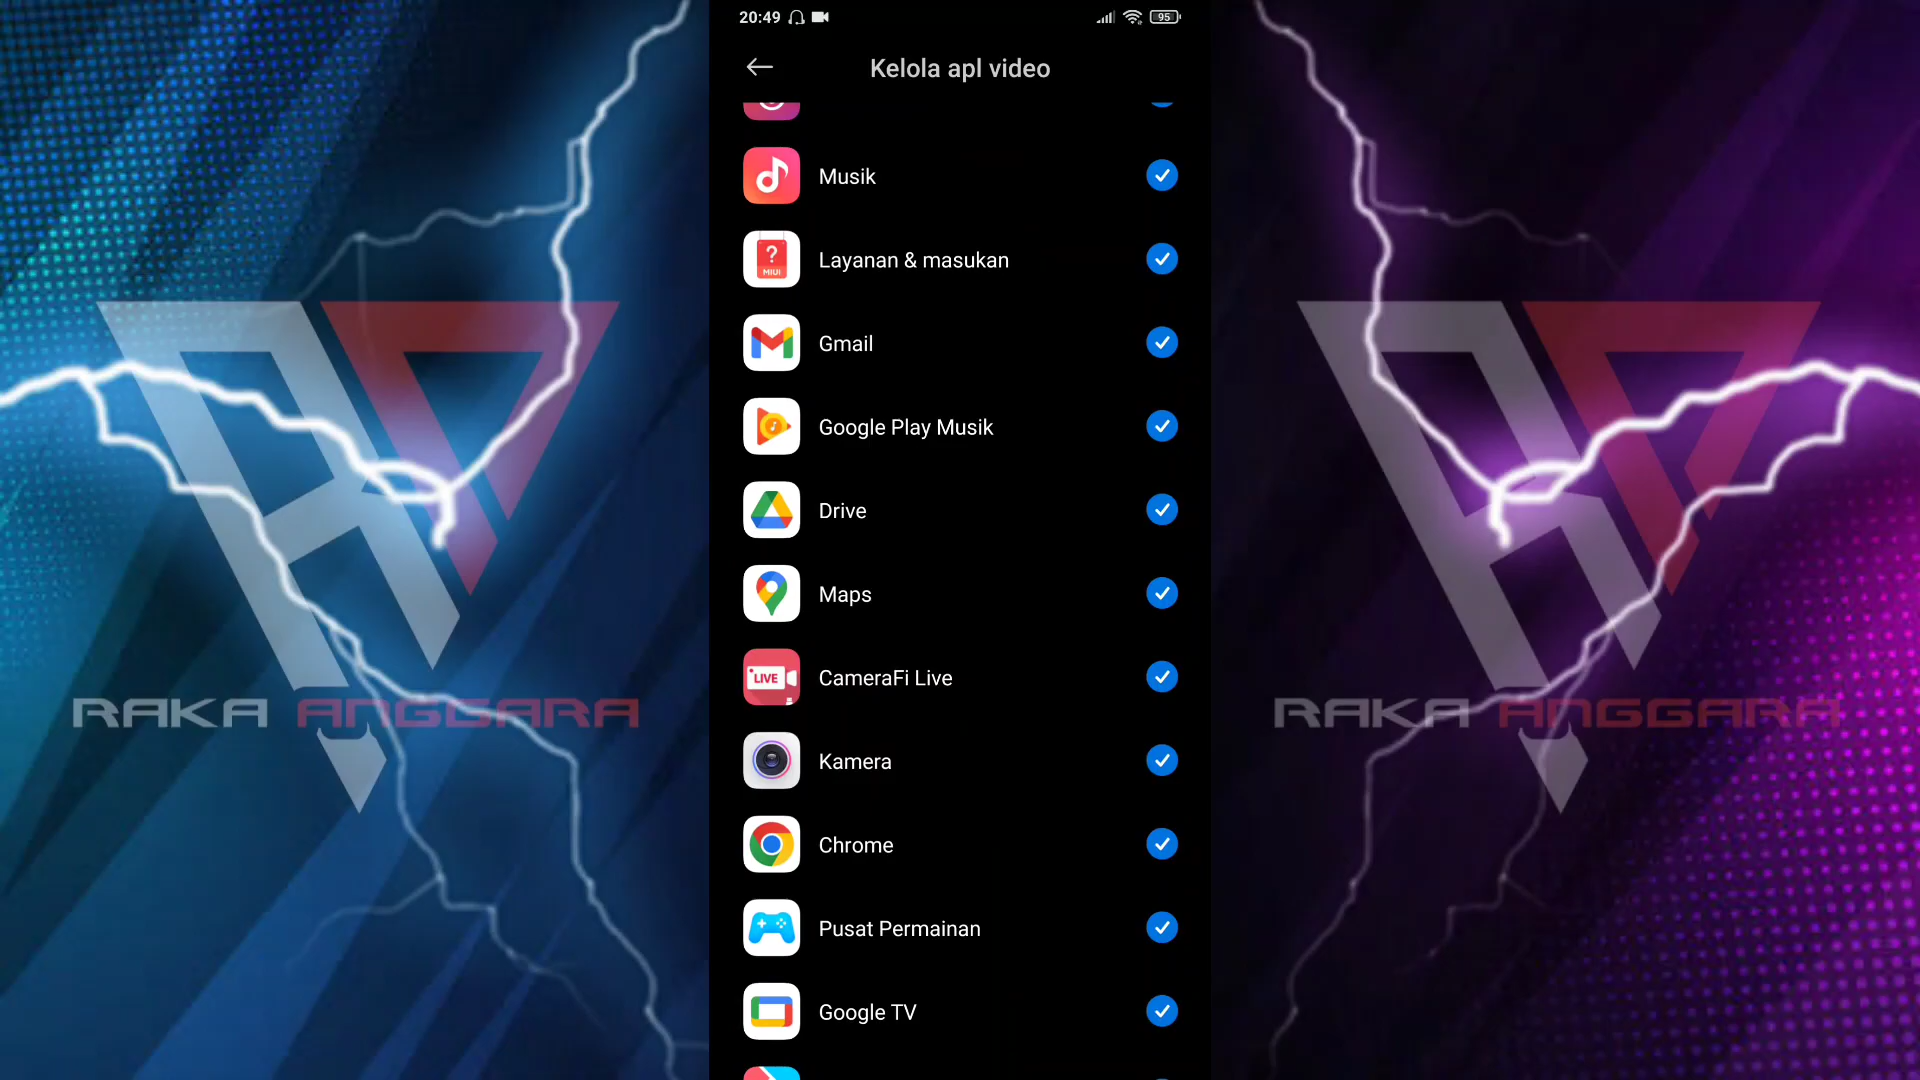 20:49
95
Kelola apl video
Musik
MIUI
Layanan & masukan
Gmail
Google Play Musik
Drive
Maps
LIVE
CameraFi Live
Kamera
Chrome
Pusat Permainan
Google TV
RAKA ANGGARA
RAKA ANGGARA